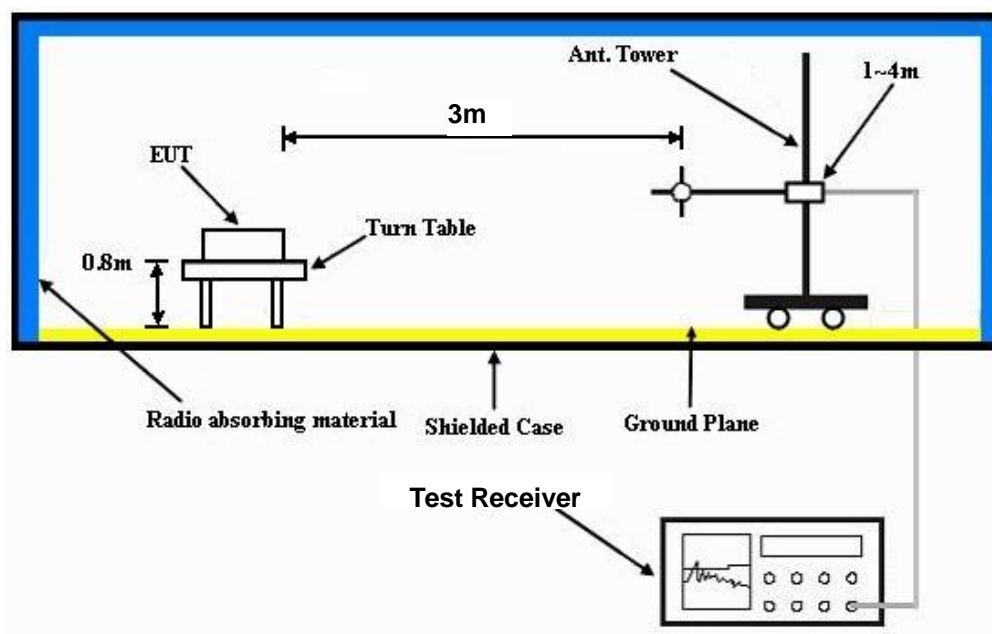 Ant. Tower
1~4m
3m
EUT
Turn Table
0.8m
Radio absorbing material
Shielded Case
Ground Plane
Test Receiver